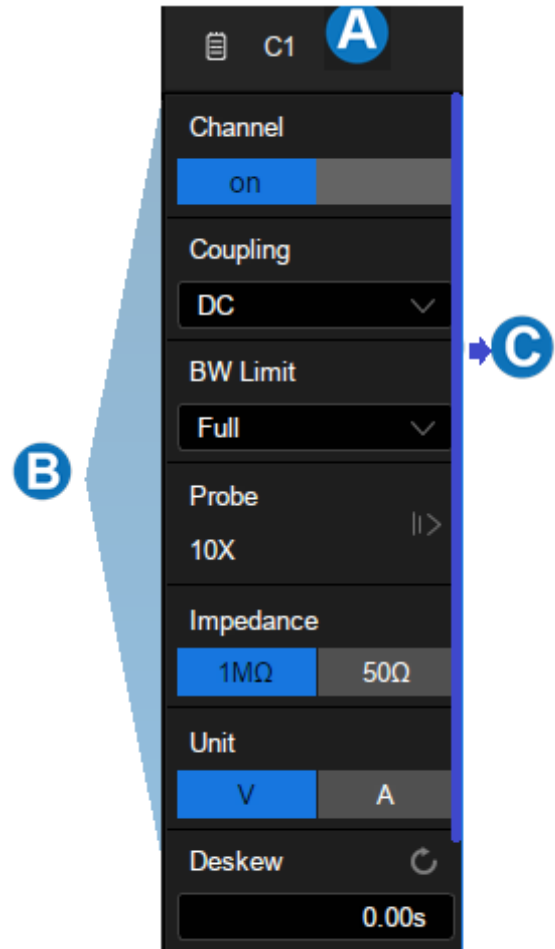 C1 A
Channel
on
Coupling
DC
C
BW Limit
Full
B
Probe
10X
Impedance
1MΩ 50Ω
Unit
V A
Deskew
0.00s